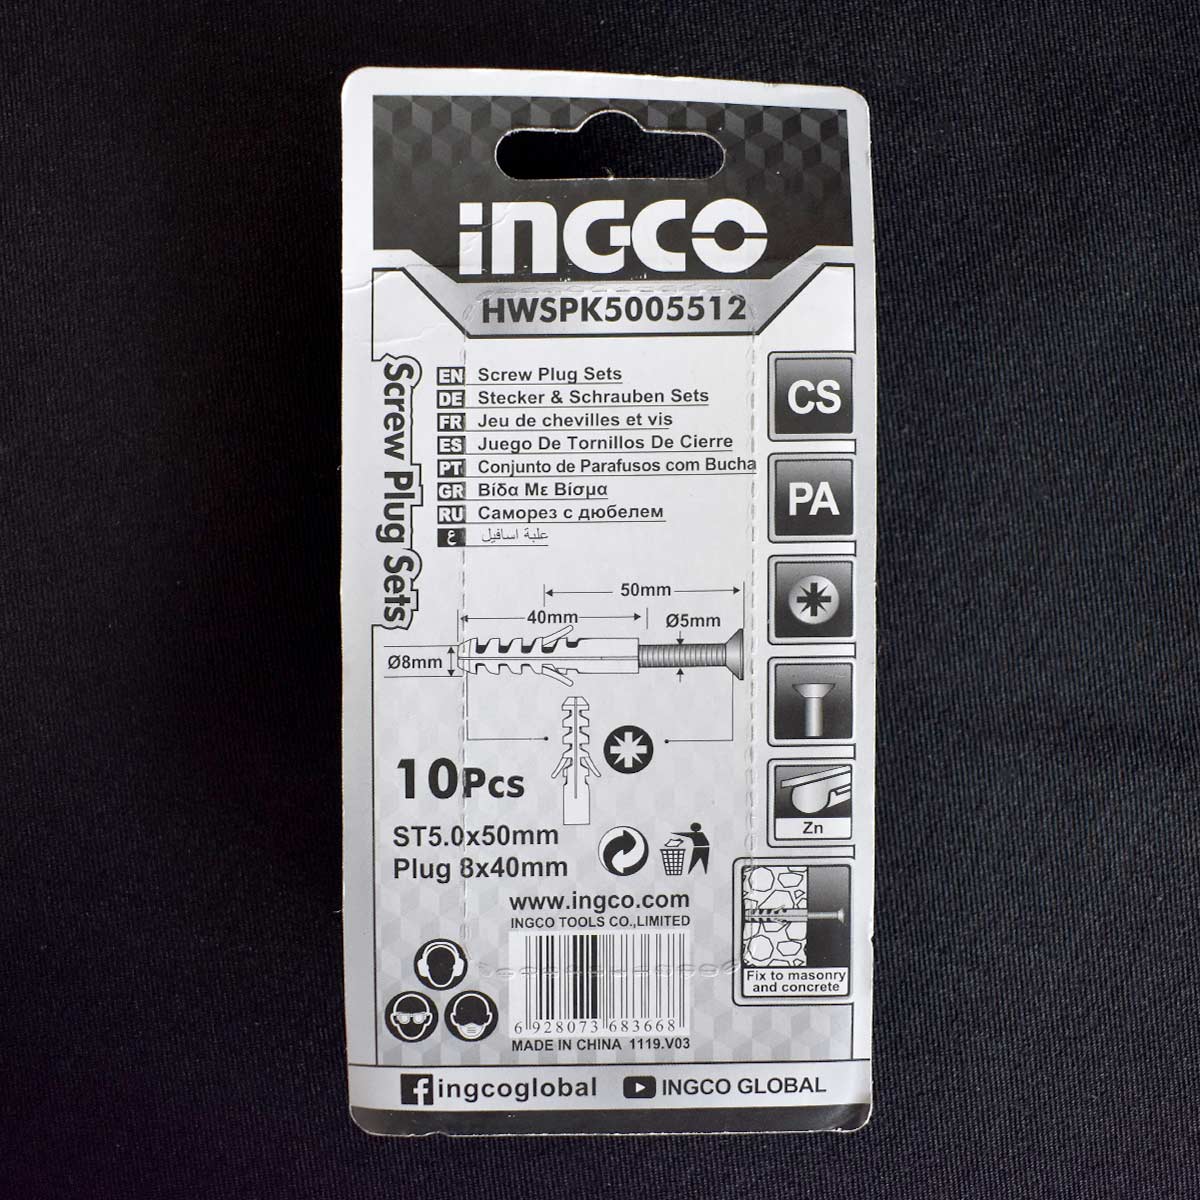 INGCO
HWSPK5005512
Screw Plug Sets
EN Screw Plug Sets
DE Stecker & Schrauben Sets
FR Jeu de chevilles et vis
ES Juego De Tornillos De Cierre
PT Conjunto de Parafusos com Bucha
GR Βίδα Με Βίσμα
RU Саморез с дюбелем
ع علبة اسافيل
CS
PA
50mm
40mm
Ø5mm
Ø8mm
10Pcs
ST5.0x50mm
Plug 8x40mm
Zn
www.ingco.com
INGCO TOOLS CO.,LIMITED
Fix to masonry
and concrete
6 928073 683668
MADE IN CHINA 1119.V03
f ingcoglobal INGCO GLOBAL